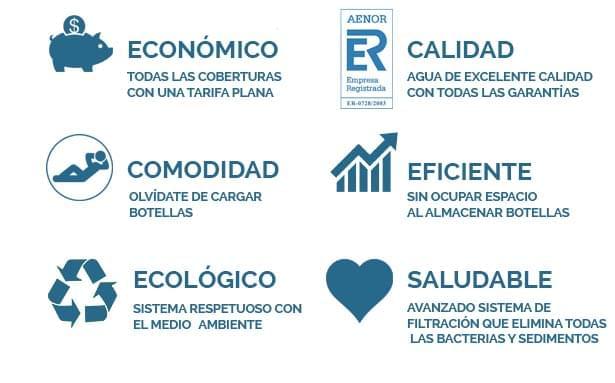 $
ECONÓMICO
TODAS LAS COBERTURAS
CON UNA TARIFA PLANA
AENOR
ER
Empresa
Registrada
ER-0728/2003
CALIDAD
AGUA DE EXCELENTE CALIDAD
CON TODAS LAS GARANTÍAS
COMODIDAD
OLVÍDATE DE CARGAR
BOTELLAS
EFICIENTE
SIN OCUPAR ESPACIO
AL ALMACENAR BOTELLAS
ECOLÓGICO
SISTEMA RESPETUOSO CON
EL MEDIO AMBIENTE
SALUDABLE
AVANZADO SISTEMA DE
FILTRACIÓN QUE ELIMINA TODAS
LAS BACTERIAS Y SEDIMENTOS